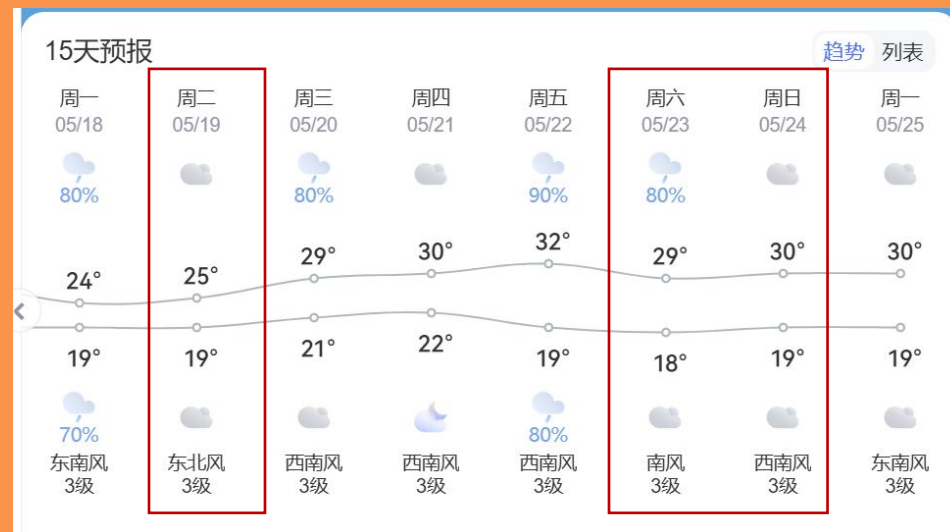 15天预报
趋势 列表
周一 周二 周三 周四 周五 周六 周日 周一
05/18 05/19 05/20 05/21 05/22 05/23 05/24 05/25
80% 80% 90% 80%
24° 25° 29° 30° 32° 29° 30° 30°
19° 19° 21° 22° 19° 18° 19° 19°
70% 80%
东南风 东北风 西南风 西南风 西南风 南风 西南风 东南风
3级 3级 3级 3级 3级 3级 3级 3级